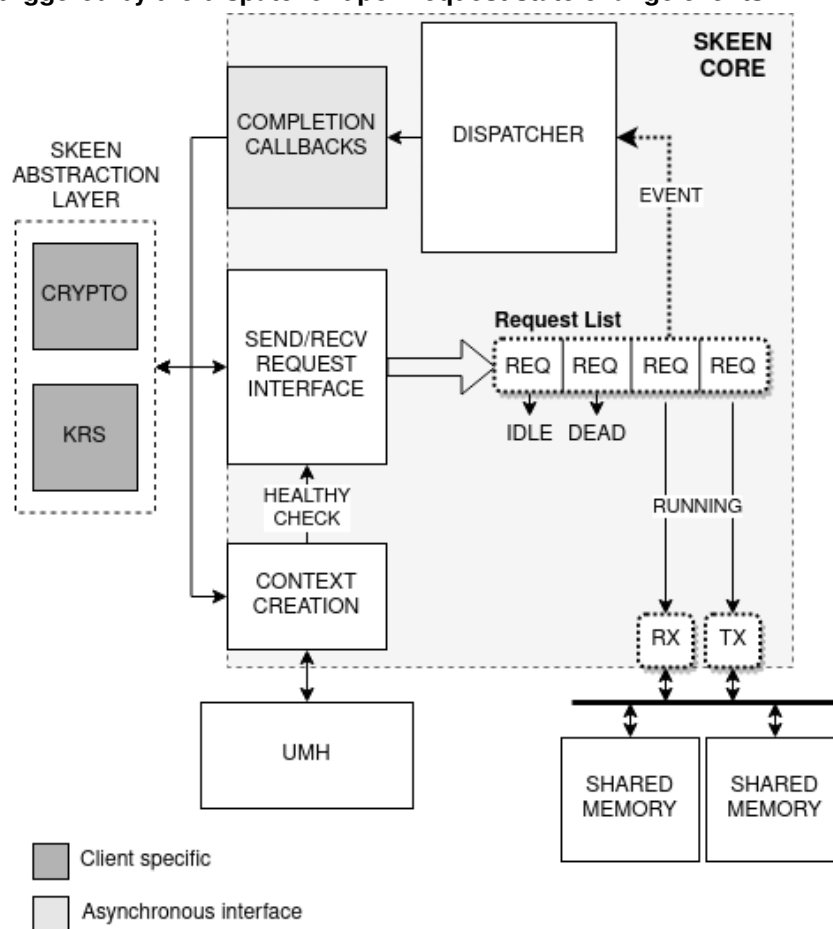 SKEEN
CORE
COMPLETION
CALLBACKS
DISPATCHER
SKEEN
ABSTRACTION
LAYER
EVENT
CRYPTO
SEND/RECV
REQUEST
INTERFACE
Request List
REQ REQ REQ REQ
IDLE DEAD
KRS
HEALTHY
CHECK
RUNNING
CONTEXT
CREATION
RX TX
UMH
SHARED
MEMORY
SHARED
MEMORY
Client specific
Asynchronous interface